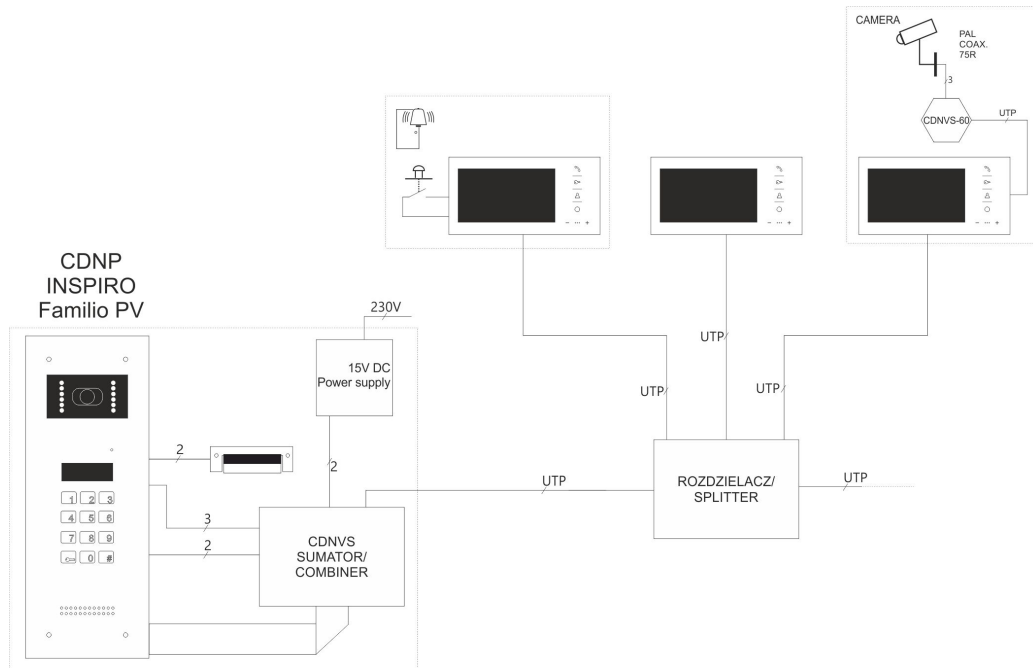 CAMERA
PAL
COAX.
75R
3
CDNVS-60
UTP
- ... +
- ... +
- ... +
CDNP
INSPIRO
Familio PV
230V
15V DC
Power supply
UTP
UTP
UTP
2
2
1 2 3
4 5 6
7 8 9
0 #
3
2
CDNVS
SUMATOR/
COMBINER
UTP
ROZDZIELACZ/
SPLITTER
UTP